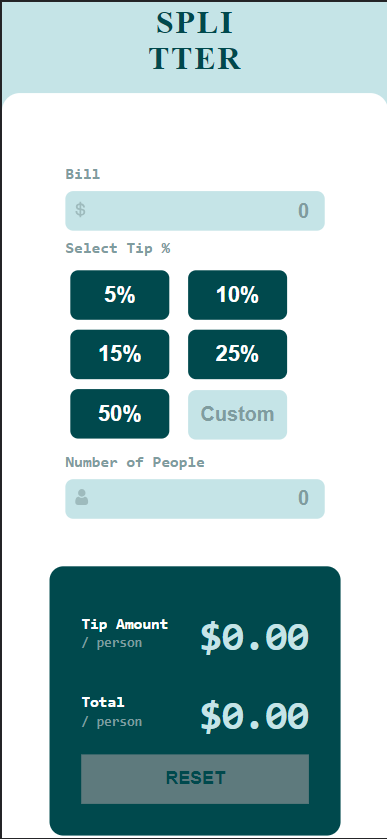 SPLI
TTER
Bill
$ 0
Select Tip %
5% 10%
15% 25%
50% Custom
Number of People
0
Tip Amount
/ person
$0.00
Total
/ person
$0.00
RESET